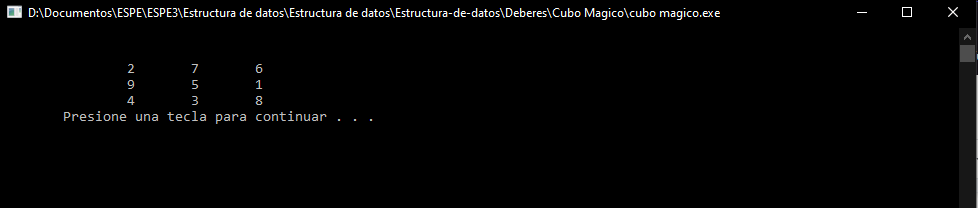 D:\Documentos\ESPE\ESPE3\Estructura de datos\Estructura de datos\Estructura-de-datos\Deberes\Cubo Magico\cubo magico.exe
2 7 6
9 5 1
4 3 8
Presione una tecla para continuar . . .